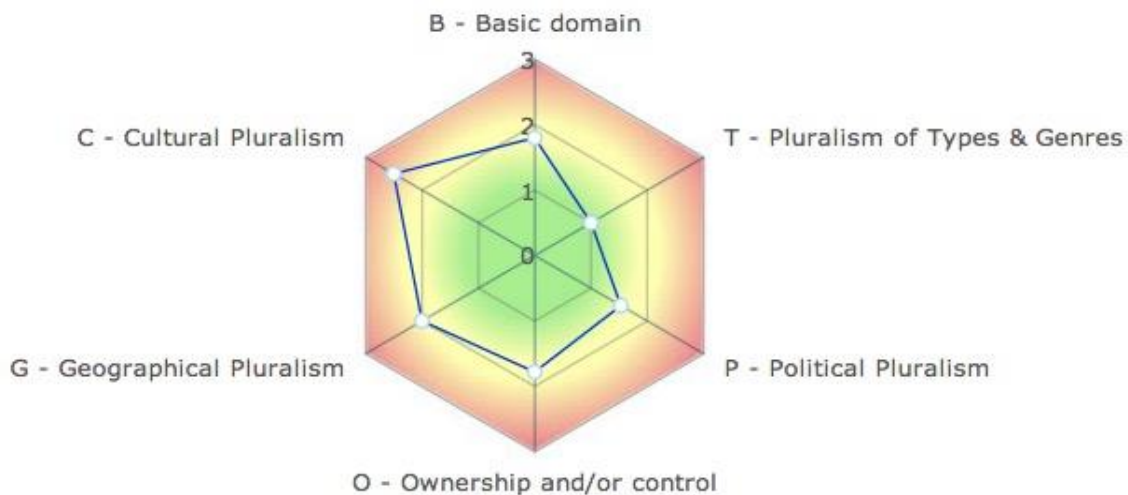 B - Basic domain
3
C - Cultural Pluralism
2
T - Pluralism of Types & Genres
1
0
G - Geographical Pluralism
P - Political Pluralism
O - Ownership and/or control